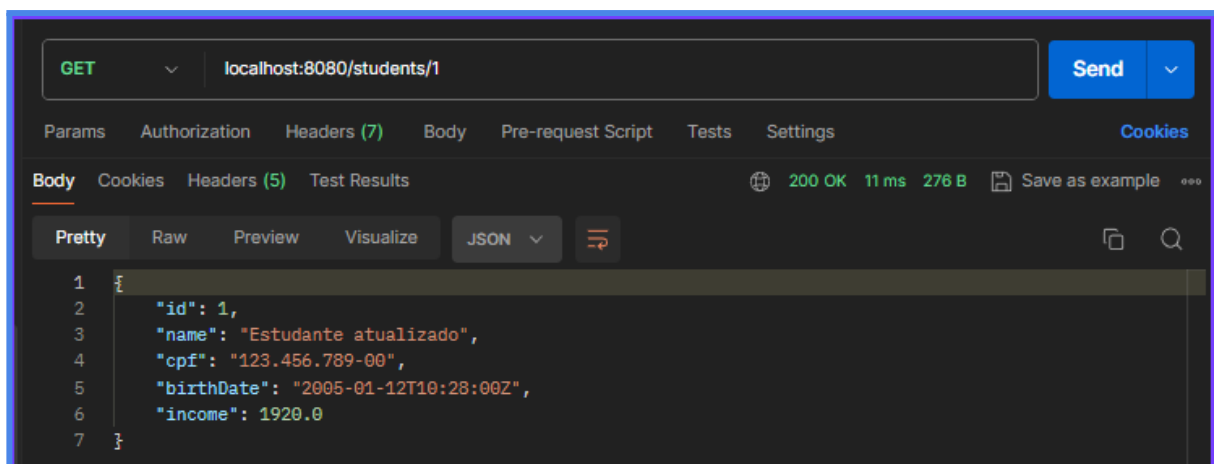 GET localhost:8080/students/1 Send
Params Authorization Headers (7) Body Pre-request Script Tests Settings Cookies
Body Cookies Headers (5) Test Results 200 OK 11 ms 276 B Save as example
Pretty Raw Preview Visualize JSON
1 {
2 "id": 1,
3 "name": "Estudante atualizado",
4 "cpf": "123.456.789-00",
5 "birthDate": "2005-01-12T10:28:00Z",
6 "income": 1920.0
7 }